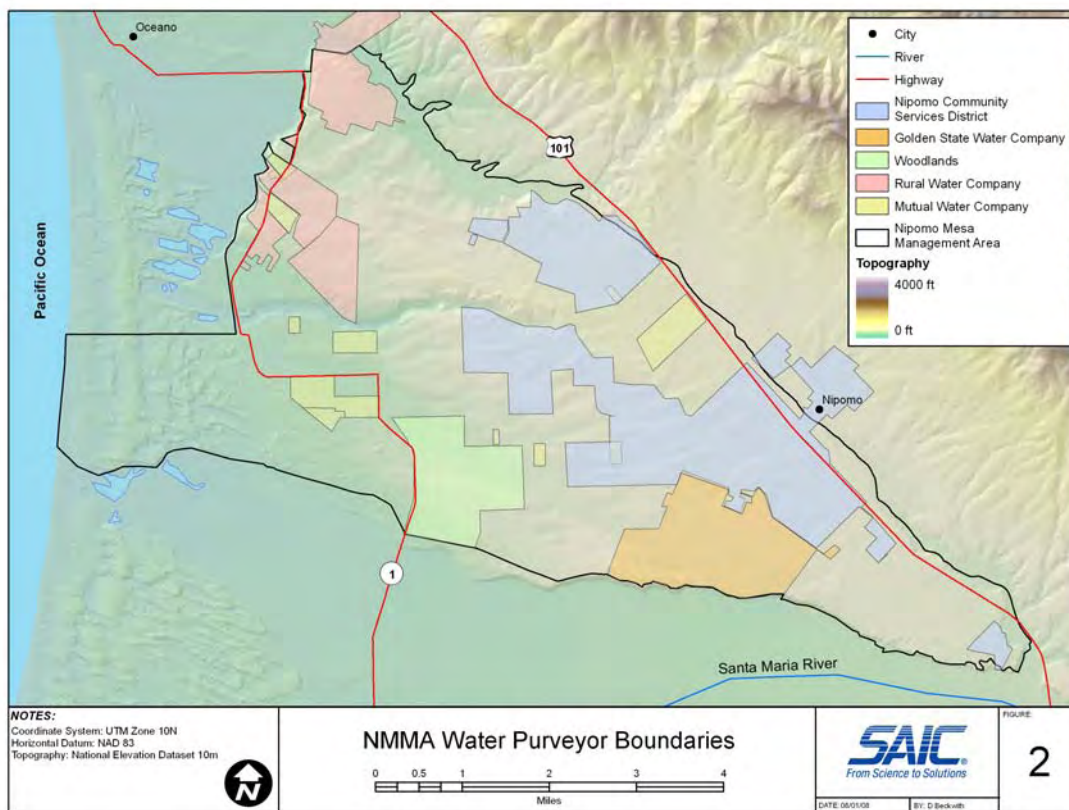 Oceano
101
Pacific Ocean
Nipomo
1
Santa Maria River
City
River
Highway
Nipomo Community
Services District
Golden State Water Company
Woodlands
Rural Water Company
Mutual Water Company
Nipomo Mesa
Management Area
Topography
4000 ft
0 ft
NOTES:
Coordinate System: UTM Zone 10N
Horizontal Datum: NAD 83
Topography: National Elevation Dataset 10m
N
NMMA Water Purveyor Boundaries
0 0.5 1 2 3 4
Miles
SAIC®
From Science to Solutions
DATE: 08/01/08 BY: D.Beckwith
FIGURE:
2